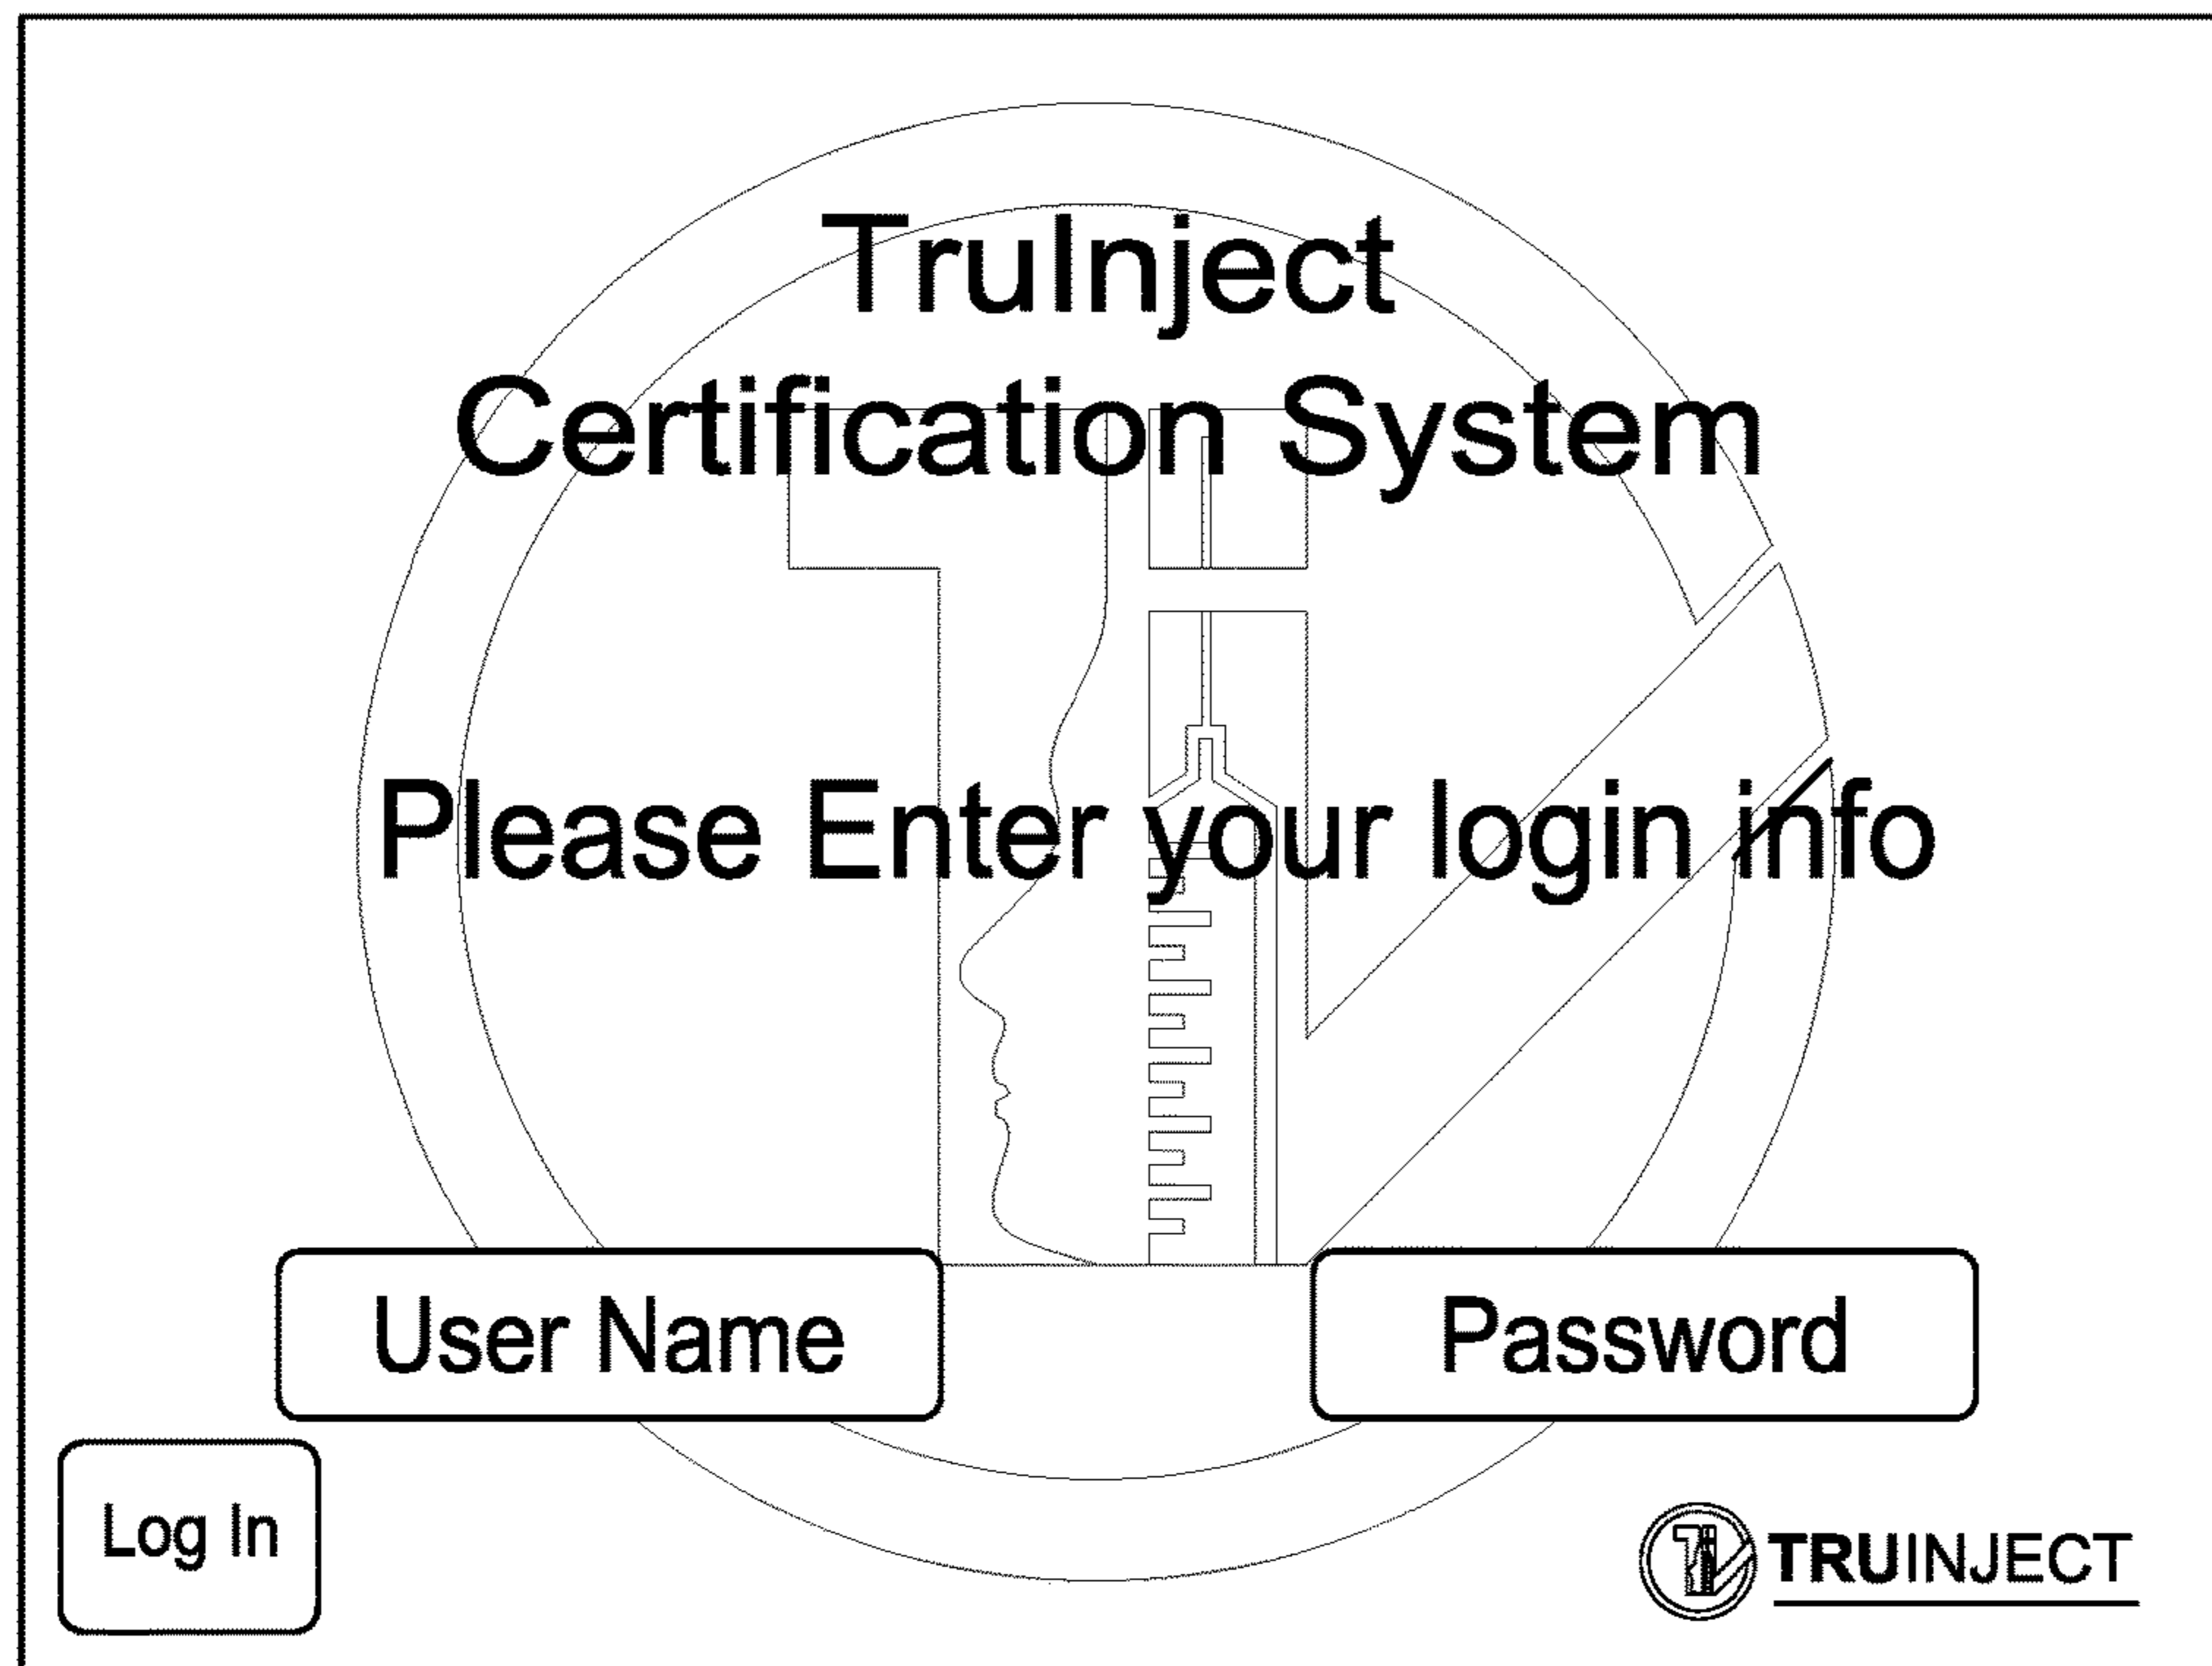 TruInject
Certification System
Please Enter your login info
User Name
Password
Log In
TRUINJECT